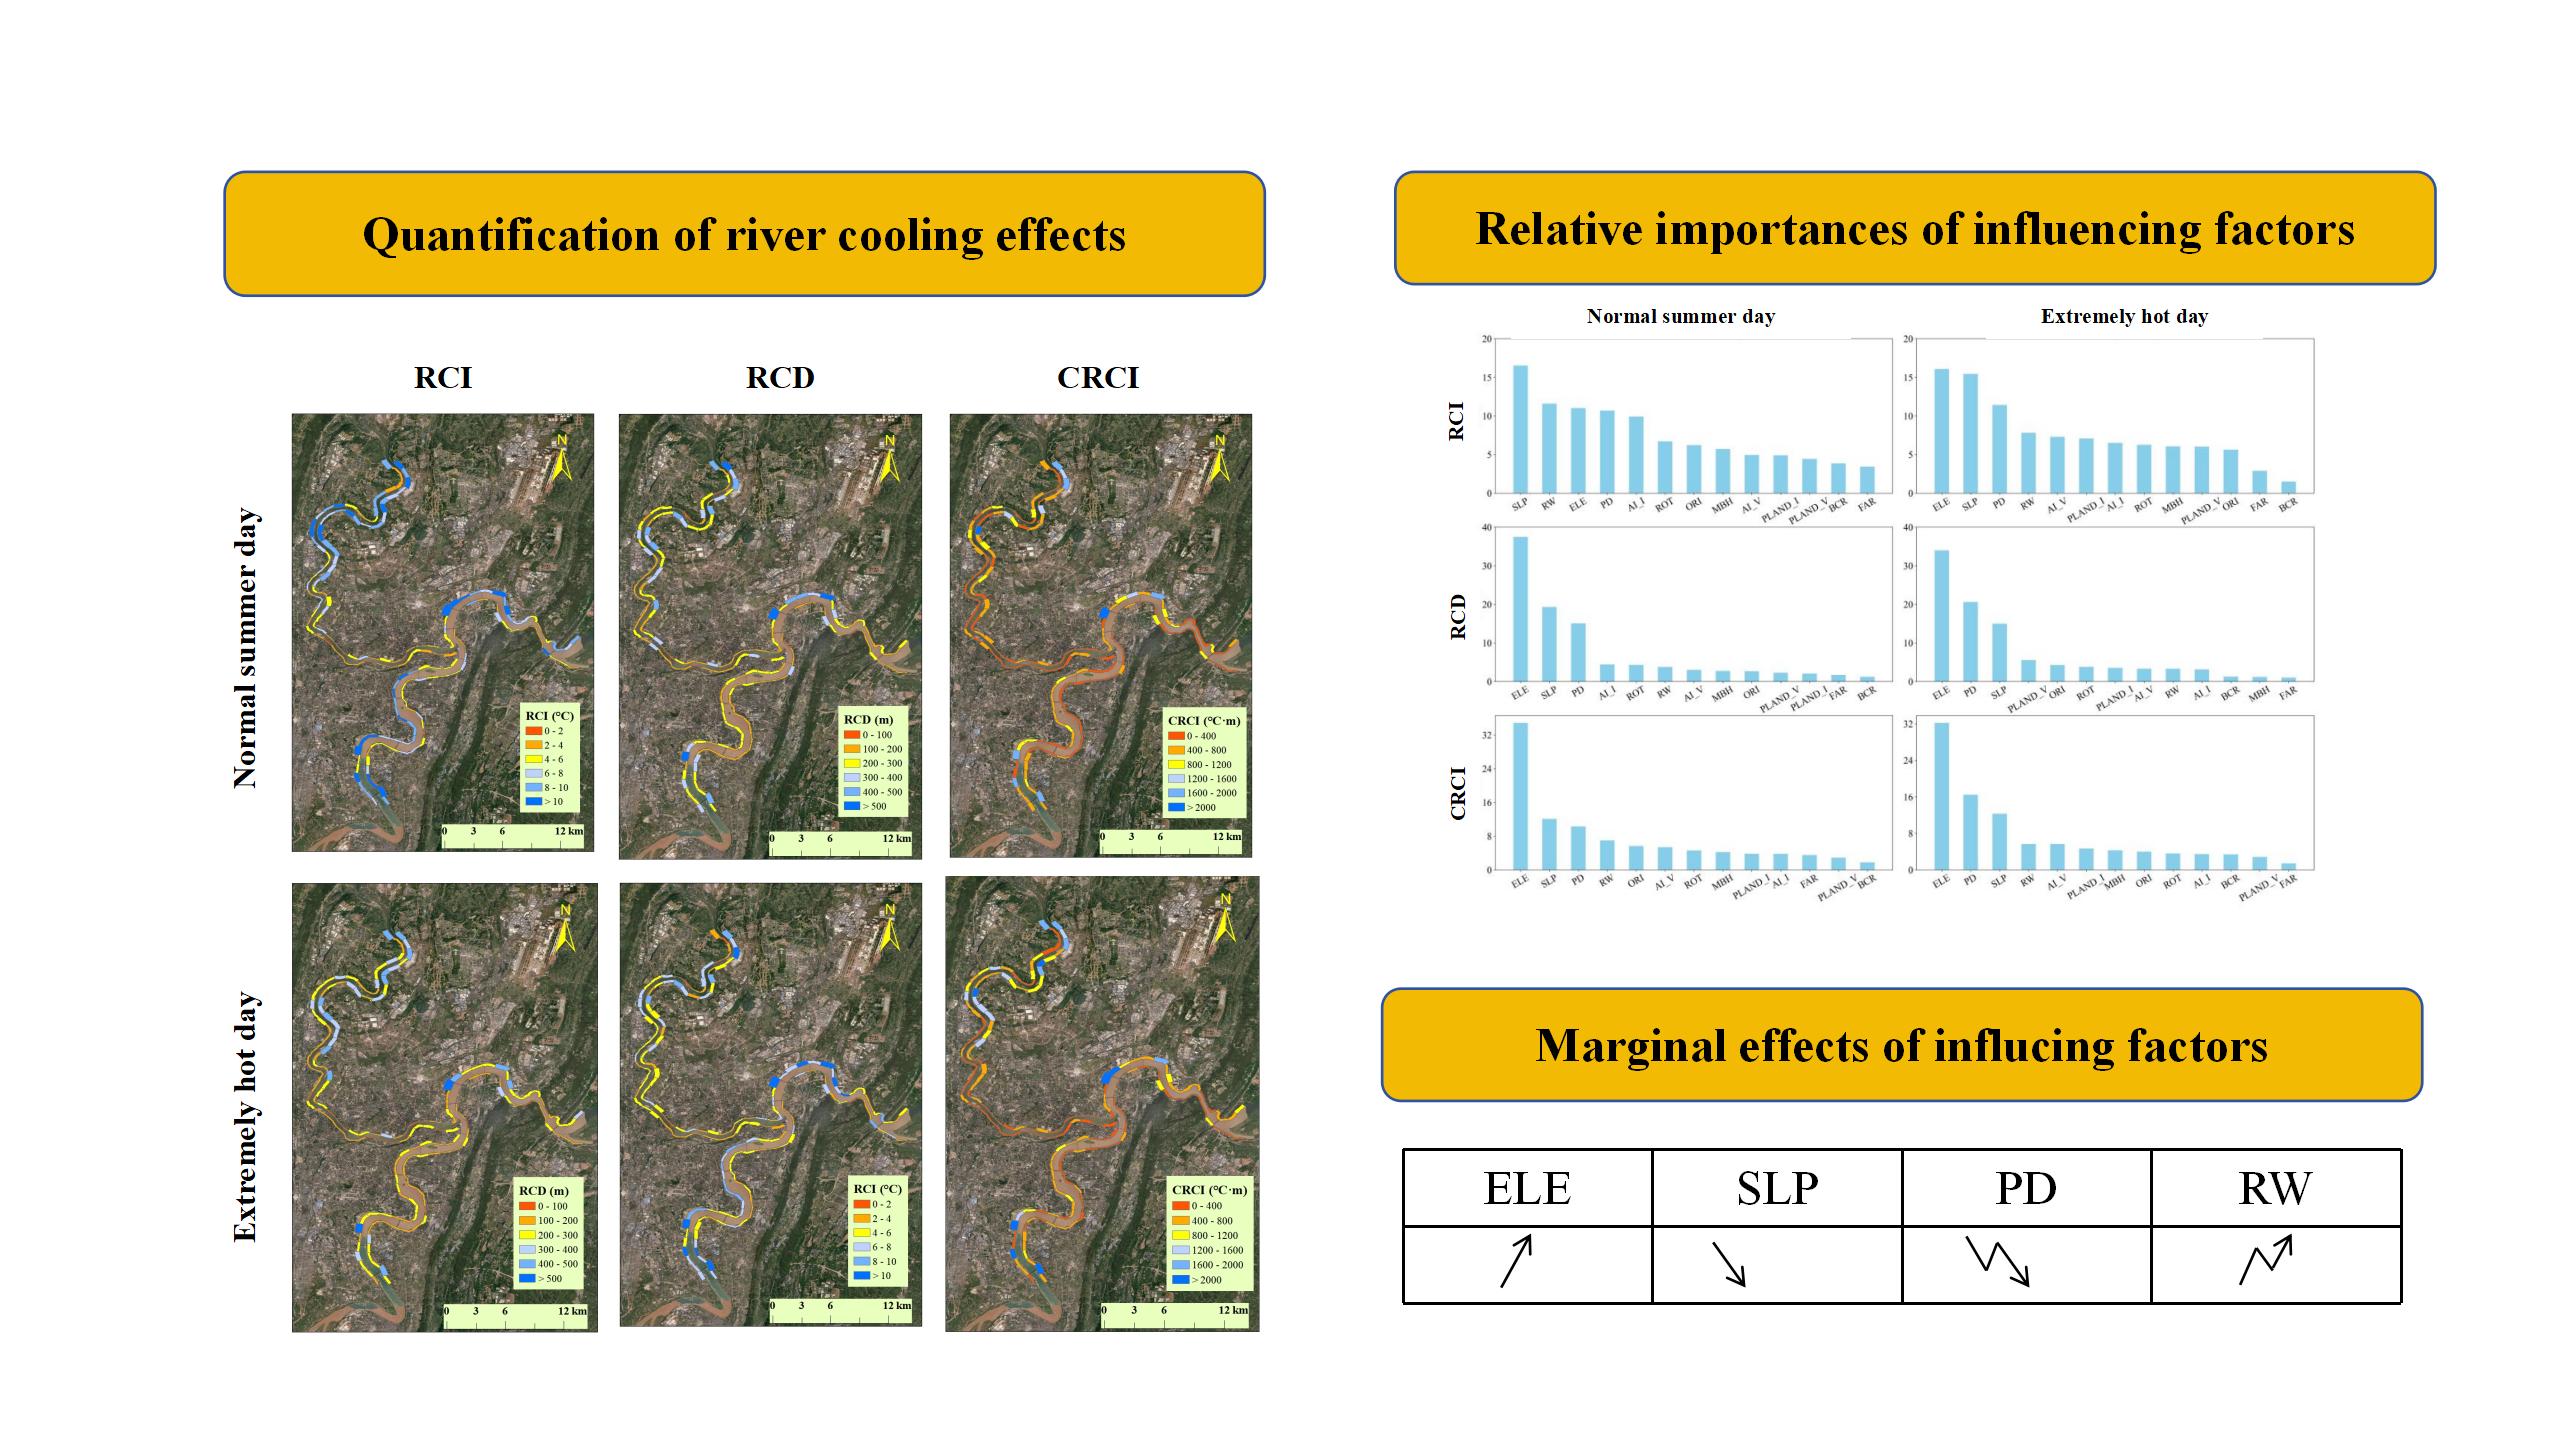 Quantification of river cooling effects
RCI
RCD
CRCI
Normal summer day
N
RCI (°C)
0 - 2
2 - 4
4 - 6
6 - 8
8 - 10
> 10
0 3 6 12 km
N
RCD (m)
0 - 100
100 - 200
200 - 300
300 - 400
400 - 500
> 500
0 3 6 12 km
N
CRCI (°C·m)
0 - 400
400 - 800
800 - 1200
1200 - 1600
1600 - 2000
> 2000
0 3 6 12 km
Extremely hot day
N
RCD (m)
0 - 100
100 - 200
200 - 300
300 - 400
400 - 500
> 500
0 3 6 12 km
N
RCI (°C)
0 - 2
2 - 4
4 - 6
6 - 8
8 - 10
> 10
0 3 6 12 km
N
CRCI (°C·m)
0 - 400
400 - 800
800 - 1200
1200 - 1600
1600 - 2000
> 2000
0 3 6 12 km
Relative importances of influencing factors
Normal summer day
Extremely hot day
RCI
20
15
10
5
0
SLP RW ELE PD AI_I ROT ORI MBH AI_V PLAND_I PLAND_V BCR FAR
20
15
10
5
0
ELE SLP PD RW AI_V PLAND_I AI_I ROT MBH PLAND_V ORI FAR BCR
RCD
40
30
20
10
0
ELE SLP PD AI_I ROT RW AI_V MBH ORI PLAND_V PLAND_I FAR BCR
40
30
20
10
0
ELE PD SLP PLAND_V ORI ROT PLAND_I AI_V RW AI_I BCR MBH FAR
CRCI
32
24
16
8
0
ELE SLP PD RW ORI AI_V ROT MBH PLAND_I AI_I FAR PLAND_V BCR
32
24
16
8
0
ELE PD SLP RW AI_V PLAND_I MBH ORI ROT AI_I BCR PLAND_V FAR
Marginal effects of influcing factors
ELE SLP PD RW